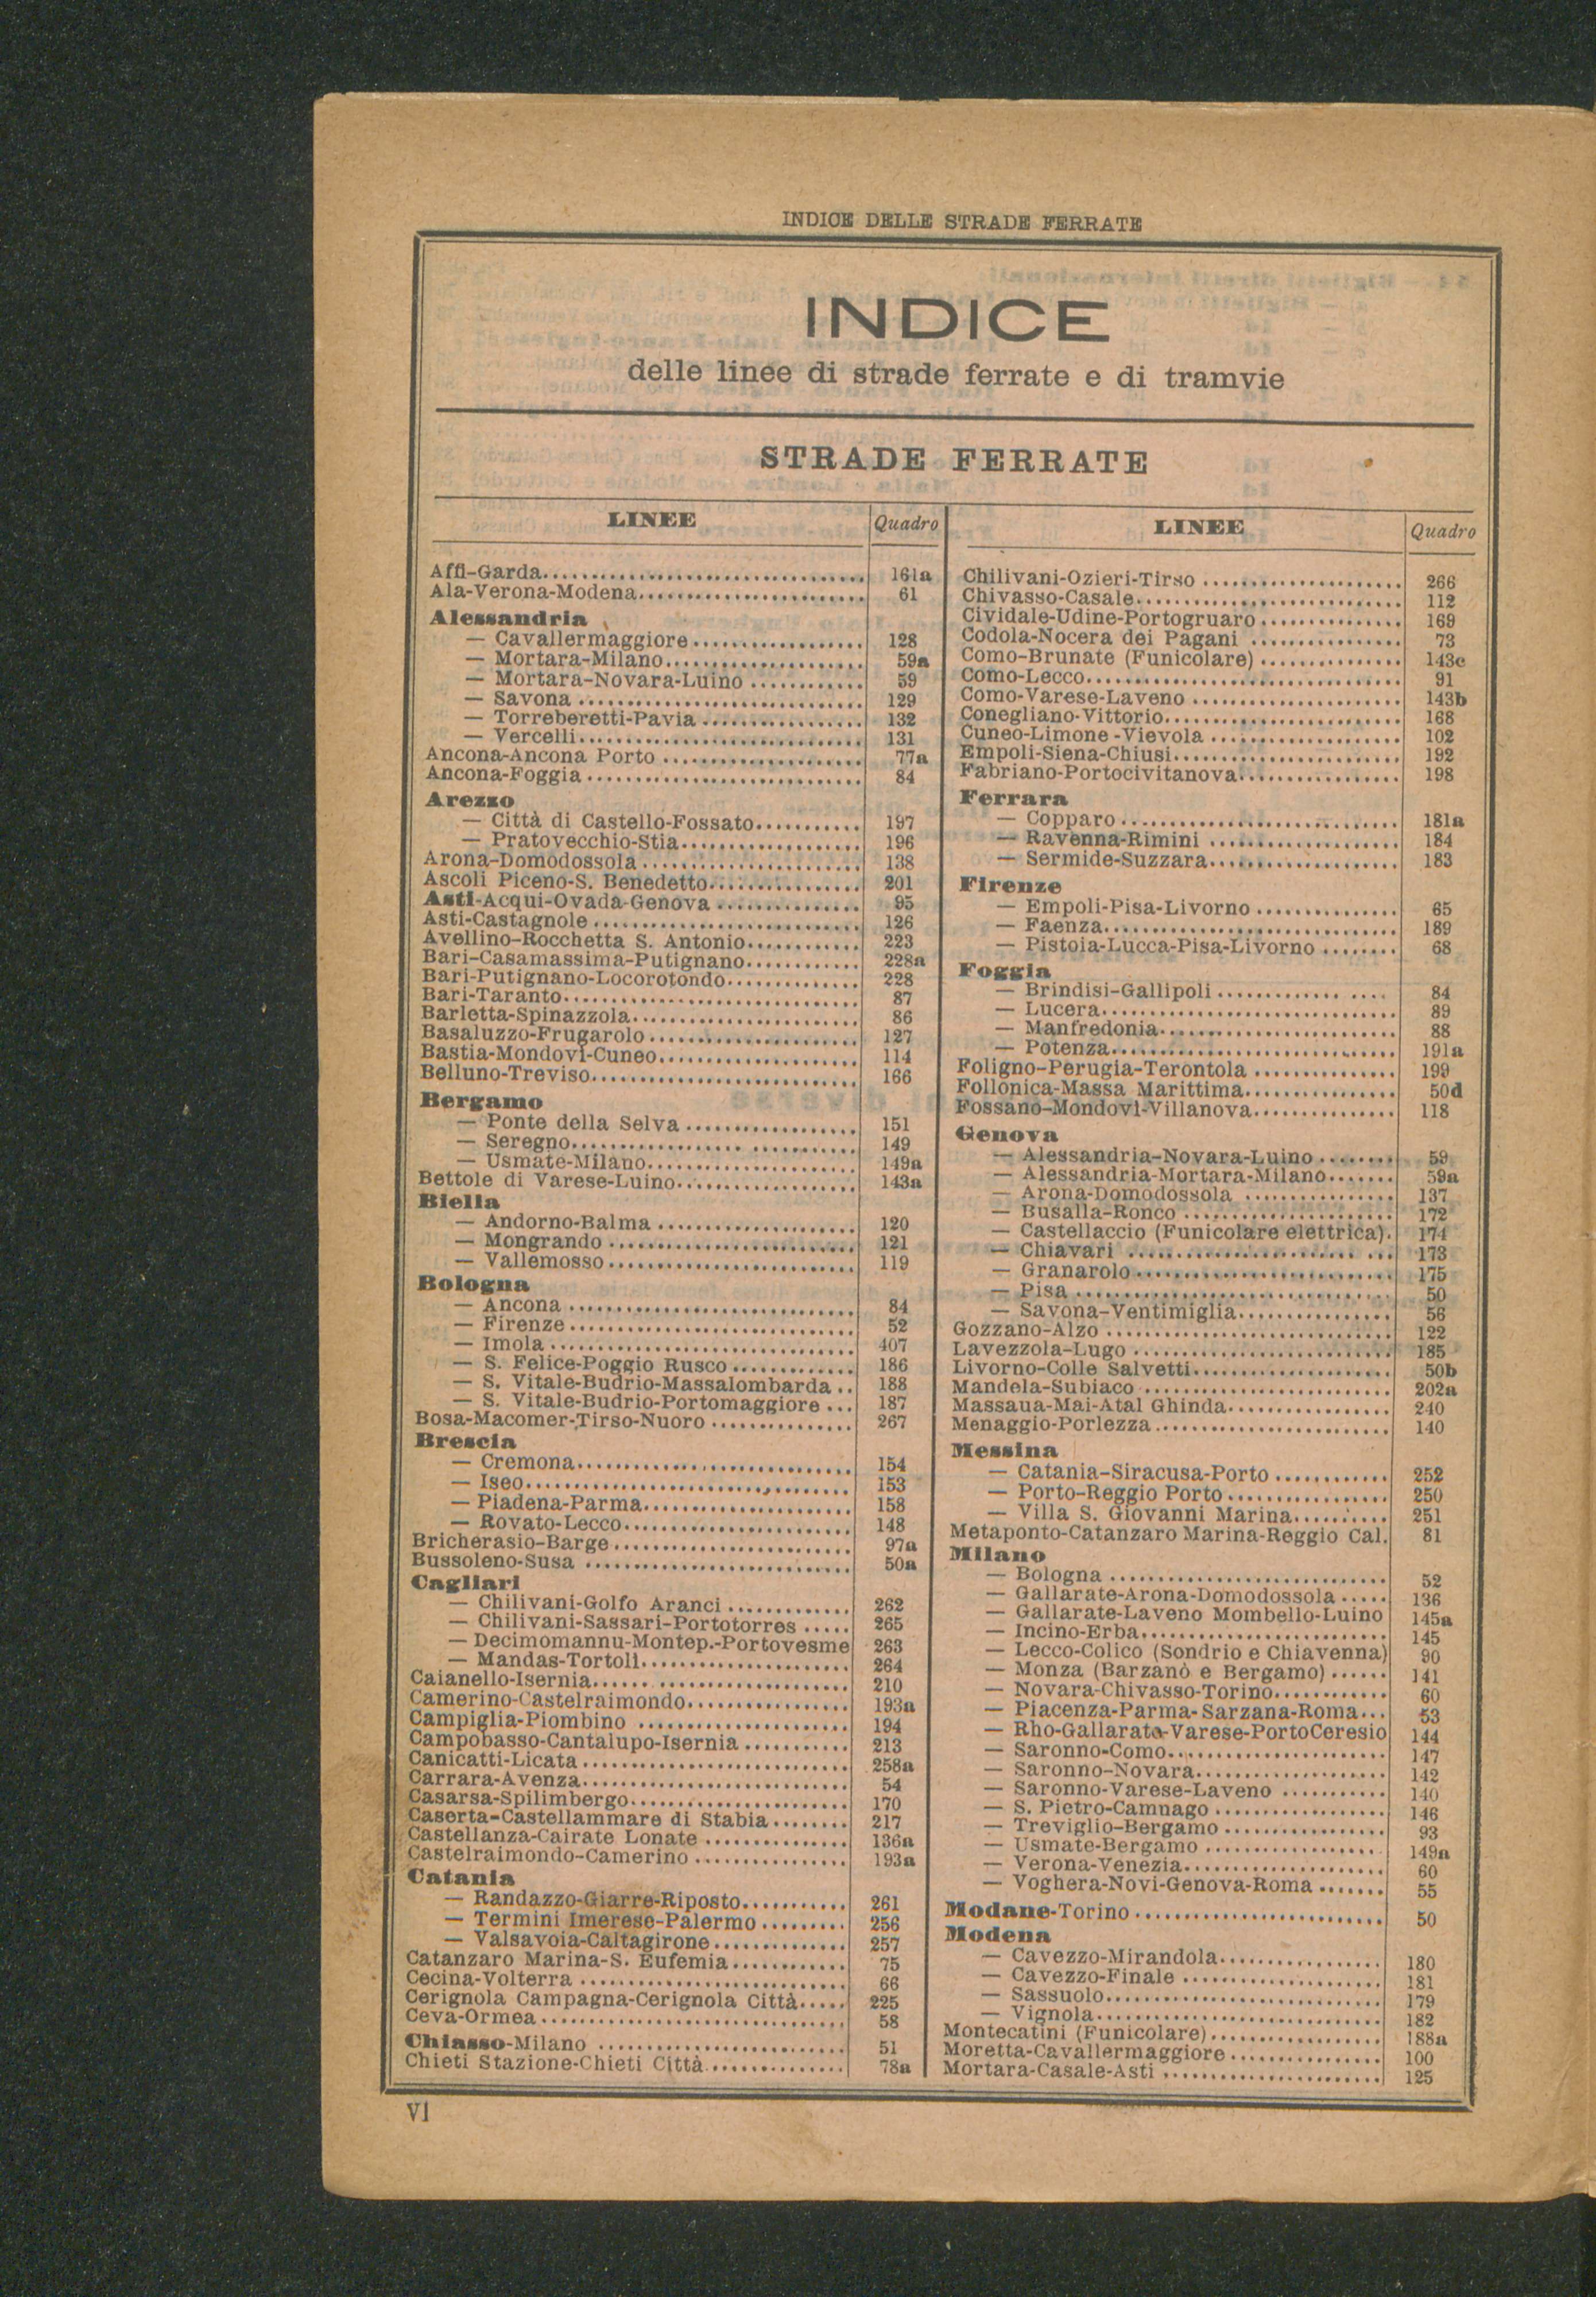 INDICE DELLE STRADE FERRATE
INDICE
delle linee di strade ferrate e di tramvie
STRADE FERRATE
LINEE Quadro
Affi-Garda 161a
Ala-Verona-Modena 61
Alessandria
— Cavallermaggiore 128
— Mortara-Milano 59a
— Mortara-Novara-Luino 59
— Savona 129
— Torreberetti-Pavia 132
— Vercelli 131
Ancona-Ancona Porto 77a
Ancona-Foggia 84
Arezzo
— Città di Castello-Fossato 197
— Pratovecchio-Stia 196
Arona-Domodossola 138
Ascoli Piceno-S. Benedetto 201
Asti-Acqui-Ovada-Genova 95
Asti-Castagnole 126
Avellino-Rocchetta S. Antonio 223
Bari-Casamassima-Putignano 228a
Bari-Putignano-Locorotondo 228
Bari-Taranto 87
Barletta-Spinazzola 86
Basaluzzo-Frugarolo 127
Bastia-Mondovì-Cuneo 114
Belluno-Treviso 166
Bergamo
— Ponte della Selva 151
— Seregno 149
— Usmate-Milano 149a
Bettole di Varese-Luino 143a
Biella
— Andorno-Balma 120
— Mongrando 121
— Vallemosso 119
Bologna
— Ancona 84
— Firenze 52
— Imola 407
— S. Felice-Poggio Rusco 186
— S. Vitale-Budrio-Massalombarda 188
— S. Vitale-Budrio-Portomaggiore 187
Bosa-Macomer-Tirso-Nuoro 267
Brescia
— Cremona 154
— Iseo 153
— Piadena-Parma 158
— Rovato-Lecco 148
Bricherasio-Barge 97a
Bussoleno-Susa 50a
Cagliari
— Chilivani-Golfo Aranci 262
— Chilivani-Sassari-Portotorres 265
— Decimomannu-Montep.-Portovesme 263
— Mandas-Tortolì 264
Caianello-Isernia 210
Camerino-Castelraimondo 193a
Campiglia-Piombino 194
Campobasso-Cantalupo-Isernia 213
Canicatti-Licata 258a
Carrara-Avenza 54
Casarsa-Spilimbergo 170
Caserta-Castellammare di Stabia 217
Castellanza-Cairate Lonate 136a
Castelraimondo-Camerino 193a
Catania
— Randazzo-Giarre-Riposto 261
— Termini Imerese-Palermo 256
— Valsavoia-Caltagirone 257
Catanzaro Marina-S. Eufemia 75
Cecina-Volterra 66
Cerignola Campagna-Cerignola Città 225
Ceva-Ormea 58
Chiasso-Milano 51
Chieti Stazione-Chieti Città 78a
LINEE Quadro
Chilivani-Ozieri-Tirso 266
Chivasso-Casale 112
Cividale-Udine-Portogruaro 169
Codola-Nocera dei Pagani 73
Como-Brunate (Funicolare) 143c
Como-Lecco 91
Como-Varese-Laveno 143b
Conegliano-Vittorio 168
Cuneo-Limone-Vievola 102
Empoli-Siena-Chiusi 192
Fabriano-Portocivitanova 198
Ferrara
— Copparo 181a
— Ravenna-Rimini 184
— Sermide-Suzzara 183
Firenze
— Empoli-Pisa-Livorno 65
— Faenza 189
— Pistoia-Lucca-Pisa-Livorno 68
Foggia
— Brindisi-Gallipoli 84
— Lucera 89
— Manfredonia 88
— Potenza 191a
Foligno-Perugia-Terontola 199
Follonica-Massa Marittima 50d
Fossano-Mondovì-Villanova 118
Genova
— Alessandria-Novara-Luino 59
— Alessandria-Mortara-Milano 59a
— Arona-Domodossola 137
— Busalla-Ronco 172
— Castellaccio (Funicolare elettrica). 174
— Chiavari 173
— Granarolo 175
— Pisa 50
— Savona-Ventimiglia 56
Gozzano-Alzo 122
Lavezzola-Lugo 185
Livorno-Colle Salvetti 50b
Mandela-Subiaco 202a
Massaua-Mai-Atal Ghinda 240
Menaggio-Porlezza 140
Messina
— Catania-Siracusa-Porto 252
— Porto-Reggio Porto 250
— Villa S. Giovanni Marina 251
Metaponto-Catanzaro Marina-Reggio Cal. 81
Milano
— Bologna 52
— Gallarate-Arona-Domodossola 136
— Gallarate-Laveno Mombello-Luino 145a
— Incino-Erba 145
— Lecco-Colico (Sondrio e Chiavenna) 90
— Monza (Barzanò e Bergamo) 141
— Novara-Chivasso-Torino 60
— Piacenza-Parma-Sarzana-Roma 53
— Rho-Gallarate-Varese-PortoCeresio 144
— Saronno-Como 147
— Saronno-Novara 142
— Saronno-Varese-Laveno 140
— S. Pietro-Camnago 146
— Treviglio-Bergamo 93
— Usmate-Bergamo 149a
— Verona-Venezia 60
— Voghera-Novi-Genova-Roma 55
Modane-Torino 50
Modena
— Cavezzo-Mirandola 180
— Cavezzo-Finale 181
— Sassuolo 179
— Vignola 182
Montecatini (Funicolare) 188a
Moretta-Cavallermaggiore 100
Mortara-Casale-Asti 125
VI